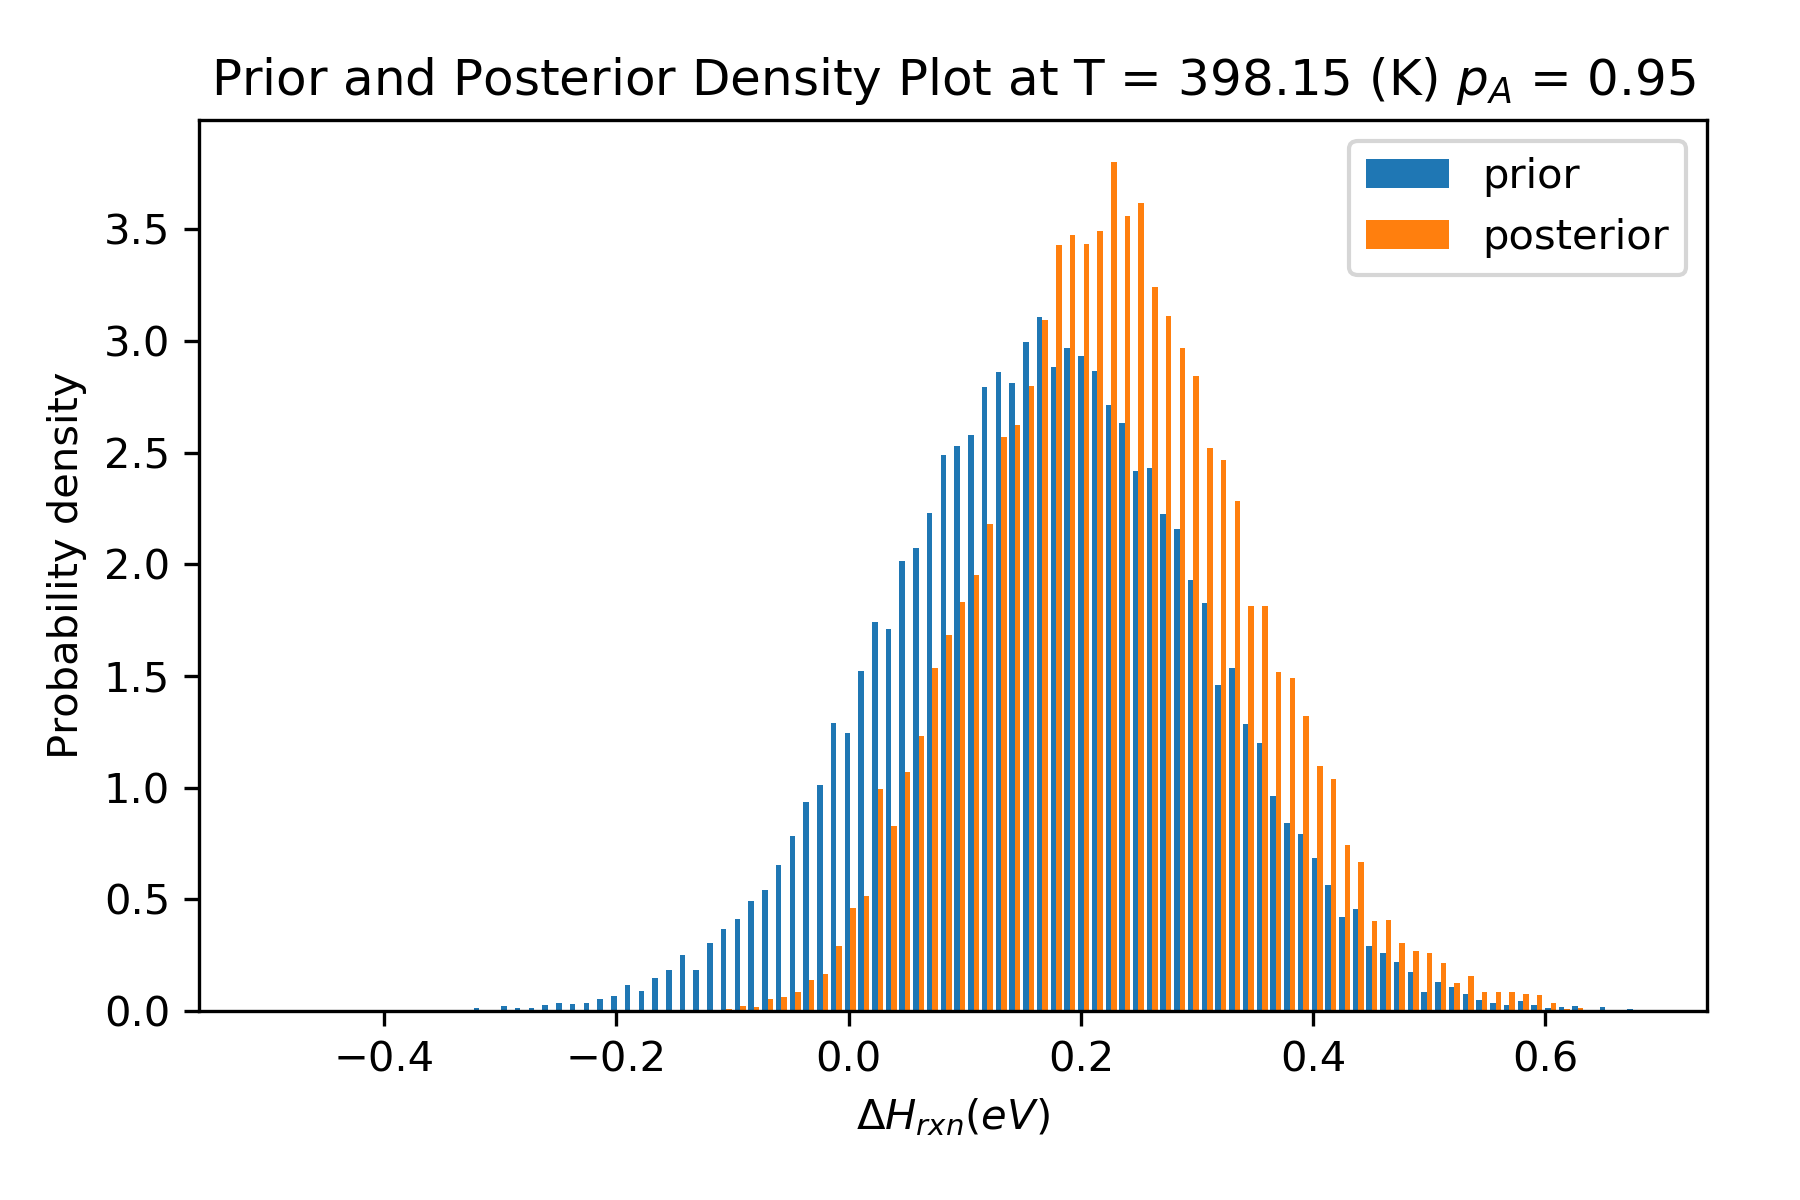 Prior and Posterior Density Plot at T = 398.15 (K) p_A = 0.95
prior
posterior
3.5
3.0
2.5
2.0
1.5
1.0
0.5
0.0
Probability density
−0.4 −0.2 0.0 0.2 0.4 0.6
ΔH_rxn(eV)